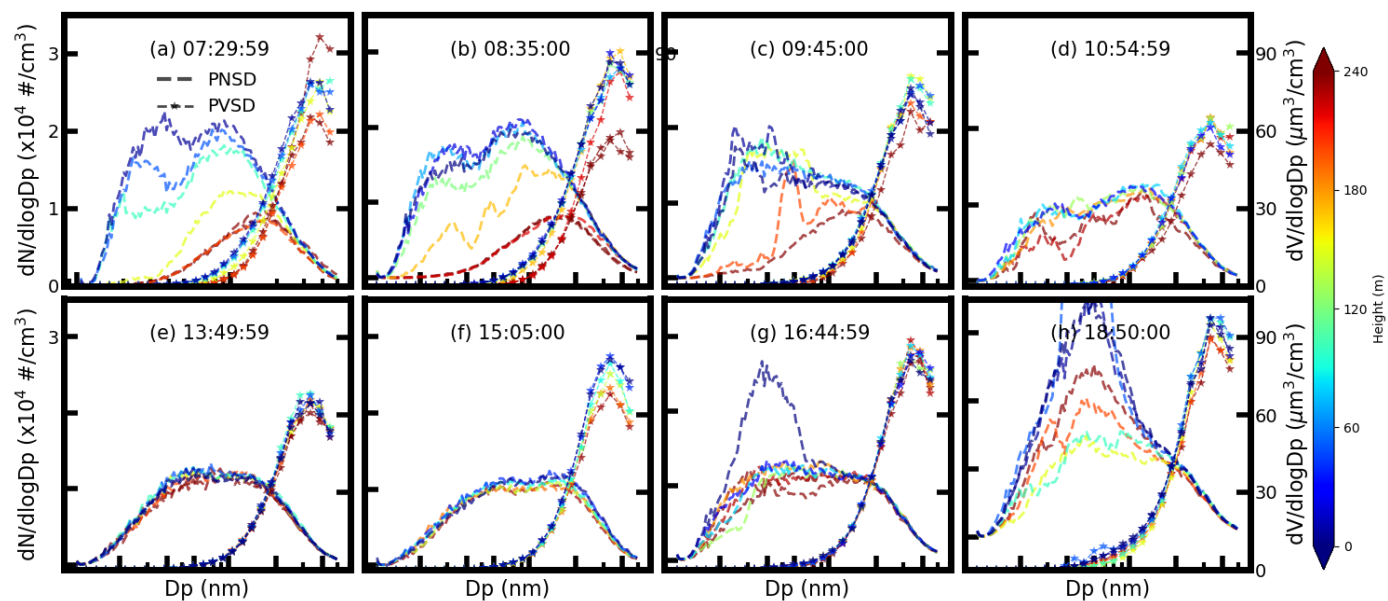 (a) 07:29:59
(b) 08:35:00
(c) 09:45:00
(d) 10:54:59
PNSD
PVSD
3
2
1
0
dN/dlogDp (x10⁴ #/cm³)
90
90
60
30
0
dV/dlogDp (μm³/cm³)
(e) 13:49:59
(f) 15:05:00
(g) 16:44:59
(h) 18:50:00
3
dN/dlogDp (x10⁴ #/cm³)
90
60
30
0
dV/dlogDp (μm³/cm³)
Dp (nm)
Dp (nm)
Dp (nm)
Dp (nm)
240
180
120
60
0
Height (m)